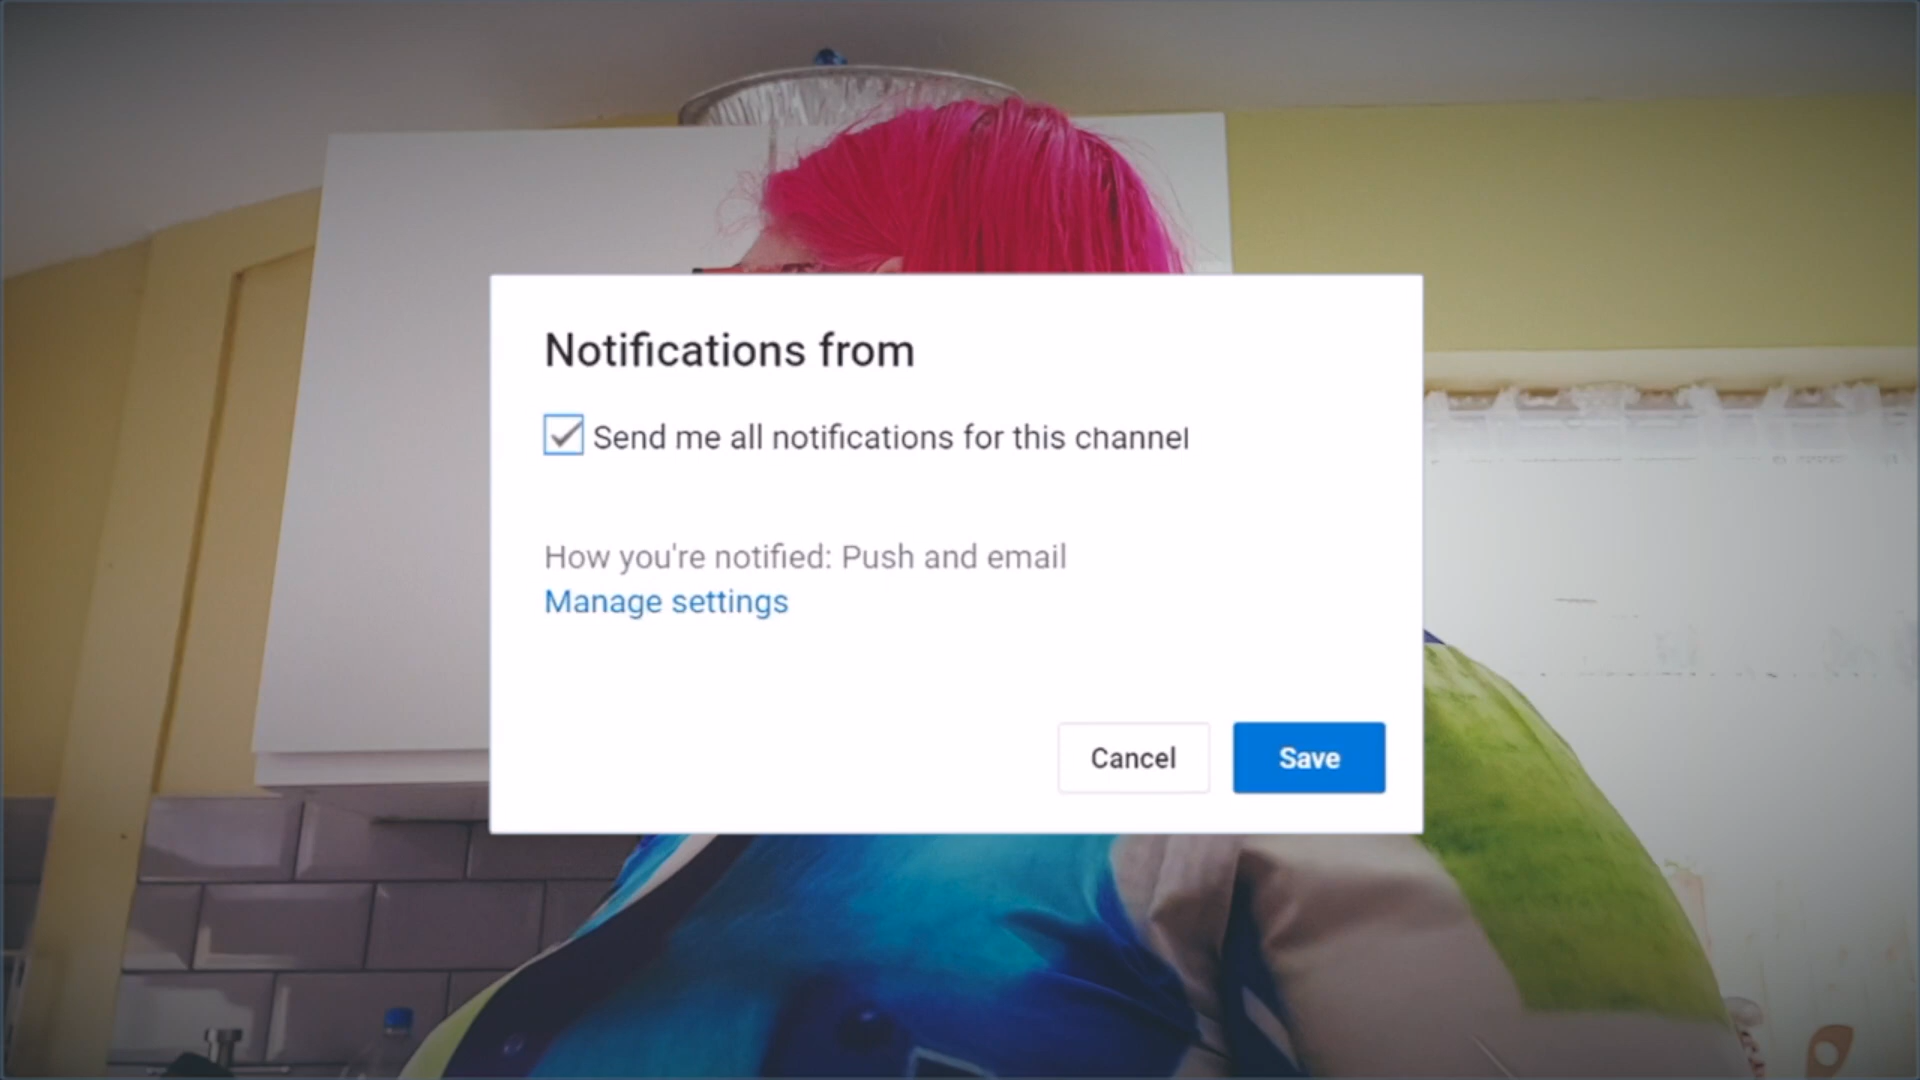 Notifications from
Send me all notifications for this channel
How you're notified: Push and email
Manage settings
Cancel
Save